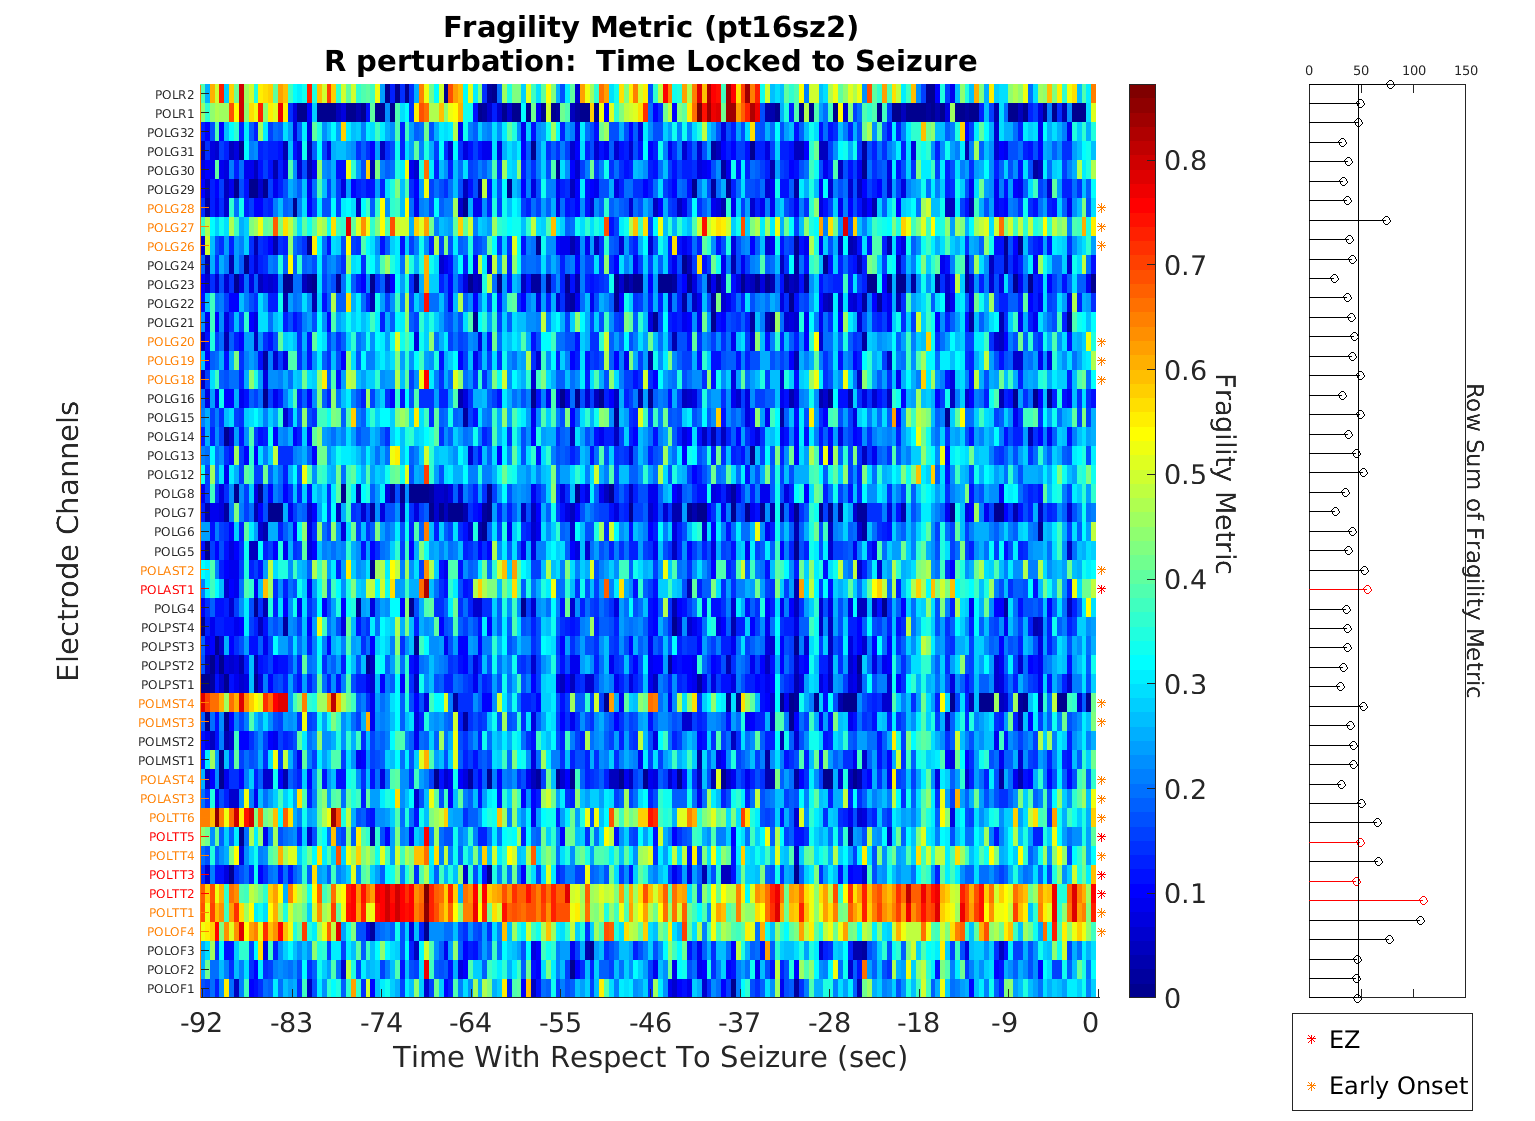 Fragility Metric (pt16sz2)
R perturbation:  Time Locked to Seizure
0 50 100 150
POLR2
POLR1
POLG32
POLG31
POLG30
POLG29
POLG28
POLG27
POLG26
POLG24
POLG23
POLG22
POLG21
POLG20
POLG19
POLG18
POLG16
POLG15
POLG14
POLG13
POLG12
POLG8
POLG7
POLG6
POLG5
POLAST2
POLAST1
POLG4
POLPST4
POLPST3
POLPST2
POLPST1
POLMST4
POLMST3
POLMST2
POLMST1
POLAST4
POLAST3
POLTT6
POLTT5
POLTT4
POLTT3
POLTT2
POLTT1
POLOF4
POLOF3
POLOF2
POLOF1
Electrode Channels
-92 -83 -74 -64 -55 -46 -37 -28 -18 -9 0
Time With Respect To Seizure (sec)
0.8
0.7
0.6
0.5
0.4
0.3
0.2
0.1
0
Fragility Metric
Row Sum of Fragility Metric
EZ
Early Onset